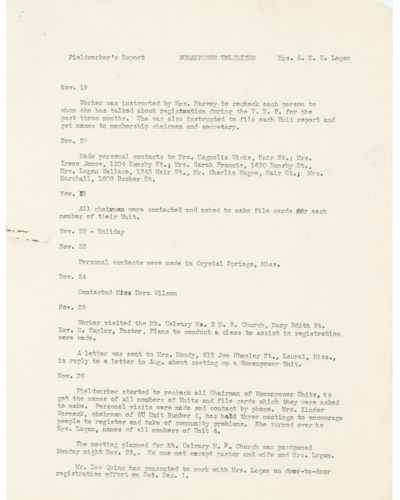 Fieldworker's Report WOMANPOWER UNLIMITED Mrs. A. M. E. Logan
Nov. 19
Worker was instructed by Mrs. Harvey to recheck each person to
whom she has talked about registration during the V. E. P. for the
past three months. She was also instructed to file each Unit report and
get names to membership chairman and secretary.
Nov. 20
Made personal contacts to Mrs. Magnolia Wicks, Hair St.; Mrs.
Irene Jones, 1204 Dansby St.; Mrs. Sarah Francis, 1630 Dansby St.,
Mrs. Logan Wallace, 1343 Hair St., Mr. Charlie Magee, Hair St.; Mrs.
Marshall, 1609 Booker St.
Nov. 21
All chairman were contacted and asked to make file cards for each
member of their Unit.
Nov. 22 - Holiday
Nov. 23
Personal contacts were made in Crystal Springs, Miss.
Nov. 24
Contacted Miss Dora Wilson
Nov. 25
Worker visited the Mt. Calvary No. 2 M. B. Church, Mary Edith St.
Rev. H. Taylor, Pastor, Plans to conduct a class to assist in registration
were made.
A letter was sent to Mrs. Moody, 913 Joe Wheeler St., Laurel, Miss.,
in reply to a letter in Aug. about setting up a Womanpower Unit.
Nov. 26
Fieldworker started to recheck all Chairman of Womanpower Units, to
get the names of all members of Units and file cards which they were asked
to make. Personal visits were made and contact by phone. Mrs. Kinder
Wornack, chairman of WU Unit Number 4, has held three meetings to encourage
people to register and take of community problems. She turned over to
Mrs. Logan, names of all members of Unit 4.
The meeting planned for Mt. Calvary M. B. Church was postponed
Monday night Nov. 26,. No one met except pastor and wife and Mrs. Logan.
Mr. Lee Quinn has consented to work with Mrs. Logan on door-to-door
registration effort on Sat. Dec. 1.